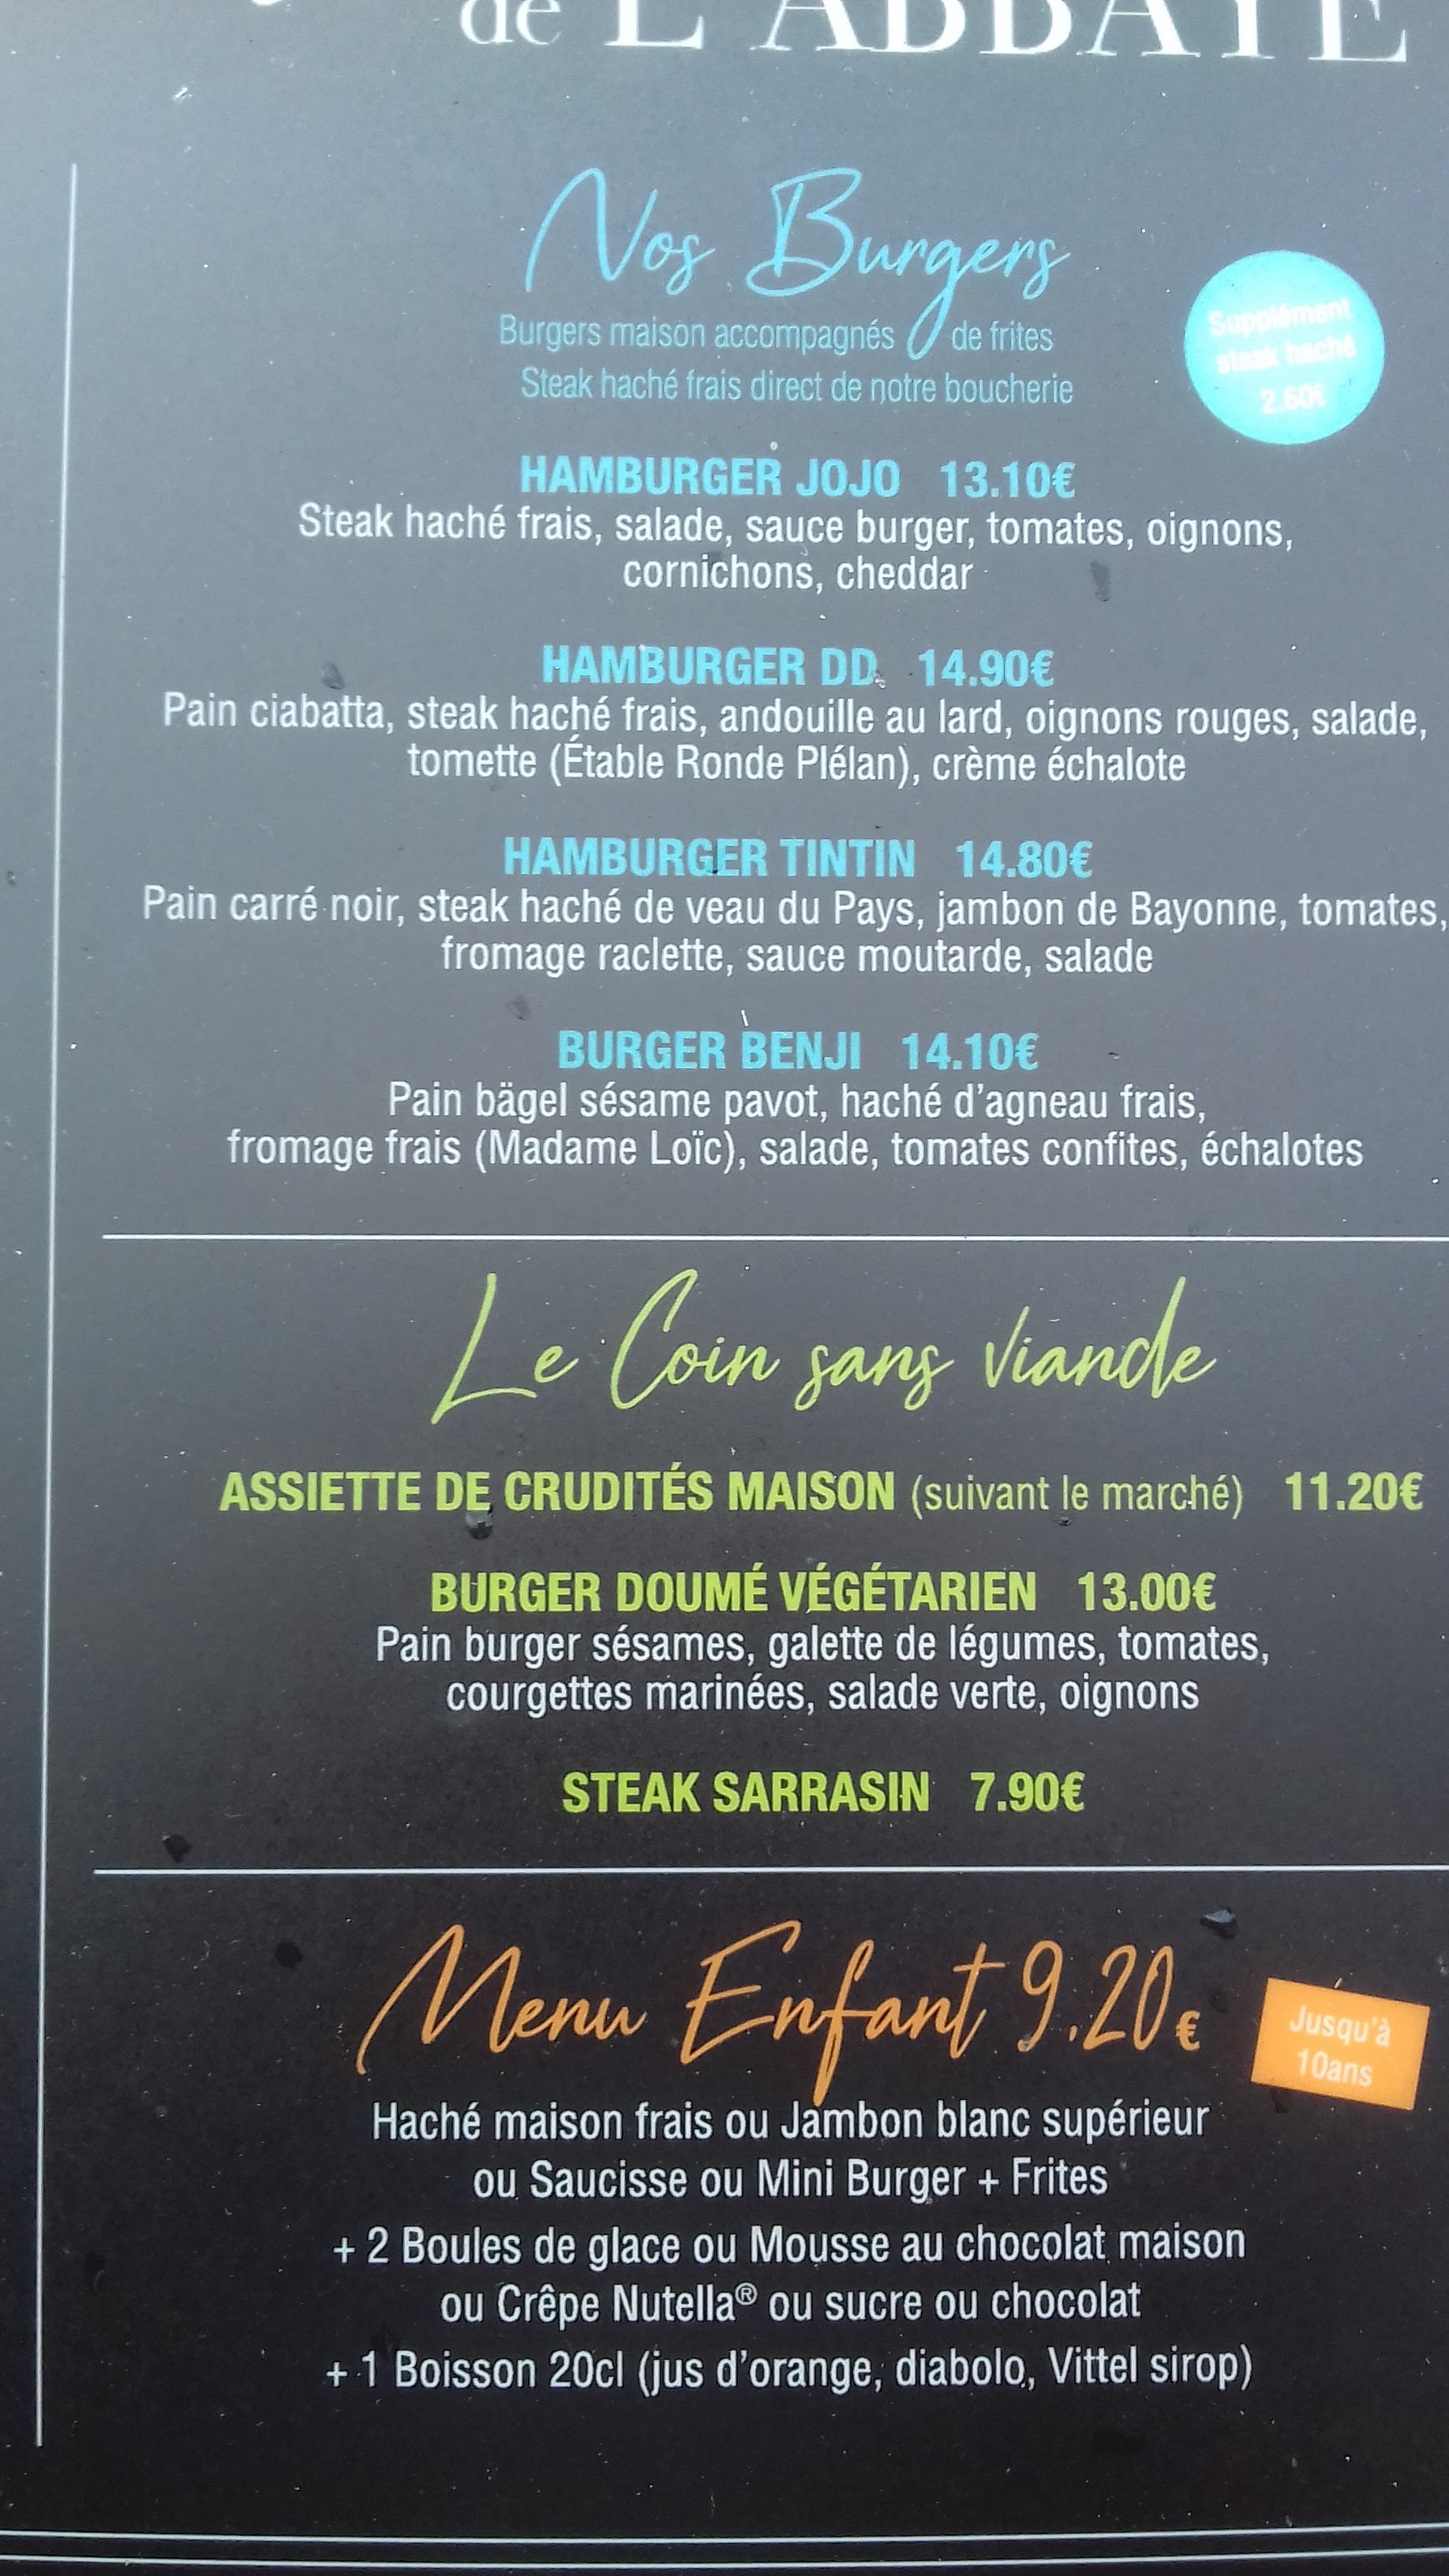 de L'ABBAYE
Nos Burgers
Burgers maison accompagnés de frites
Steak haché frais direct de notre boucherie
Supplément
steak haché
2.60€
HAMBURGER JOJO 13.10€
Steak haché frais, salade, sauce burger, tomates, oignons,
cornichons, cheddar
HAMBURGER DD 14.90€
Pain ciabatta, steak haché frais, andouille au lard, oignons rouges, salade,
tomette (Étable Ronde Plélan), crème échalote
HAMBURGER TINTIN 14.80€
Pain carré noir, steak haché de veau du Pays, jambon de Bayonne, tomates,
fromage raclette, sauce moutarde, salade
BURGER BENJI 14.10€
Pain bägel sésame pavot, haché d'agneau frais,
fromage frais (Madame Loïc), salade, tomates confites, échalotes
Le Coin sans viande
ASSIETTE DE CRUDITÉS MAISON (suivant le marché) 11.20€
BURGER DOUMÉ VÉGÉTARIEN 13.00€
Pain burger sésames, galette de légumes, tomates,
courgettes marinées, salade verte, oignons
STEAK SARRASIN 7.90€
Menu Enfant 9.20€
Jusqu'à
10ans
Haché maison frais ou Jambon blanc supérieur
ou Saucisse ou Mini Burger + Frites
+ 2 Boules de glace ou Mousse au chocolat maison
ou Crêpe Nutella® ou sucre ou chocolat
+ 1 Boisson 20cl (jus d'orange, diabolo, Vittel sirop)